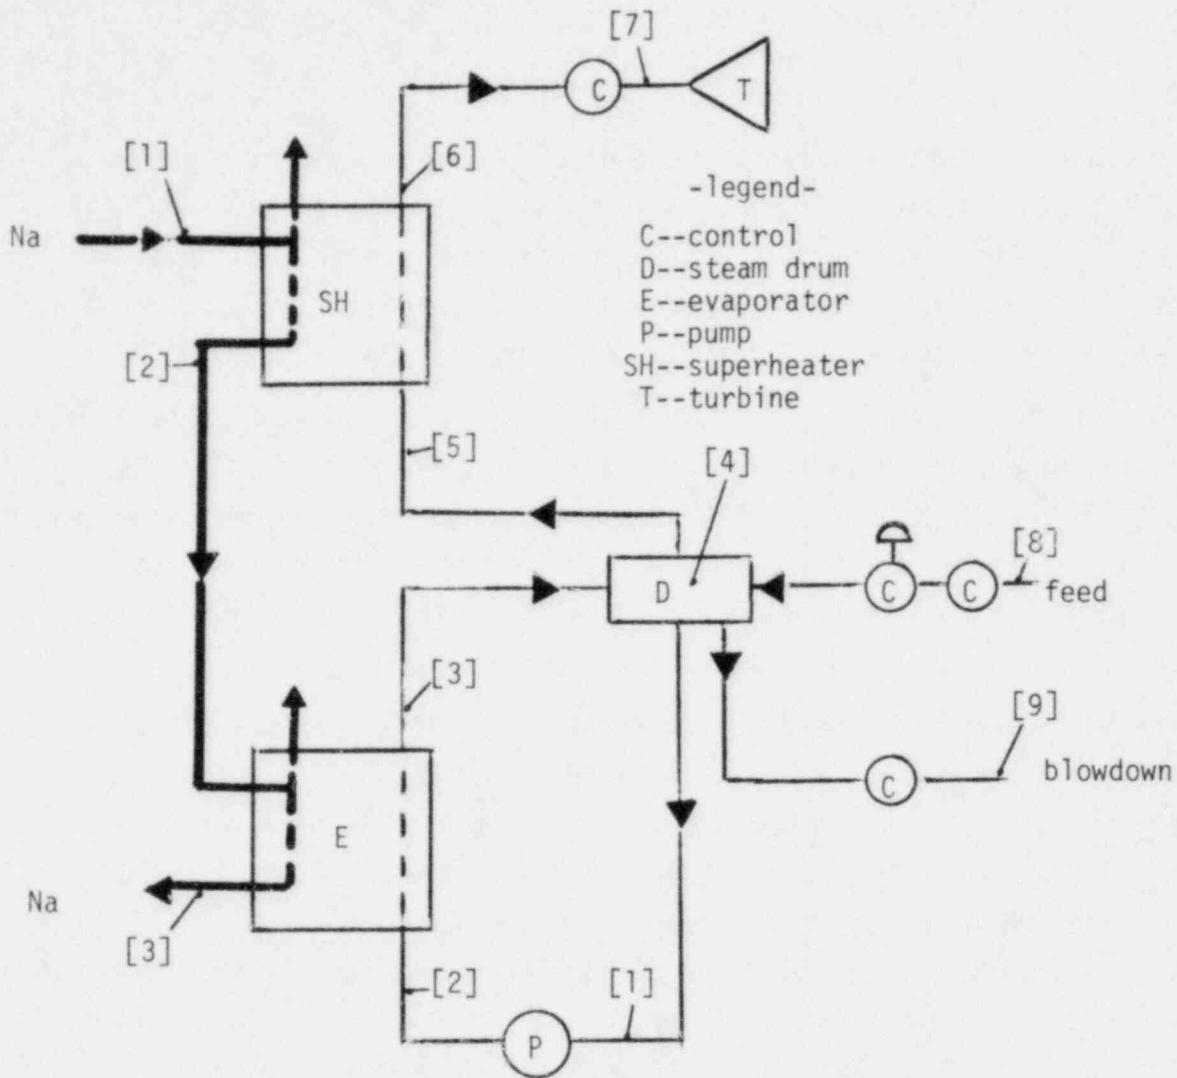 [7]
C
T
[1]
[6]
-legend-
Na
C--control
D--steam drum
SH
E--evaporator
P--pump
[2]
SH--superheater
T--turbine
[5]
[4]
[8]
D
C
C
feed
[3]
[9]
C
blowdown
E
Na
[3]
[2]
[1]
P